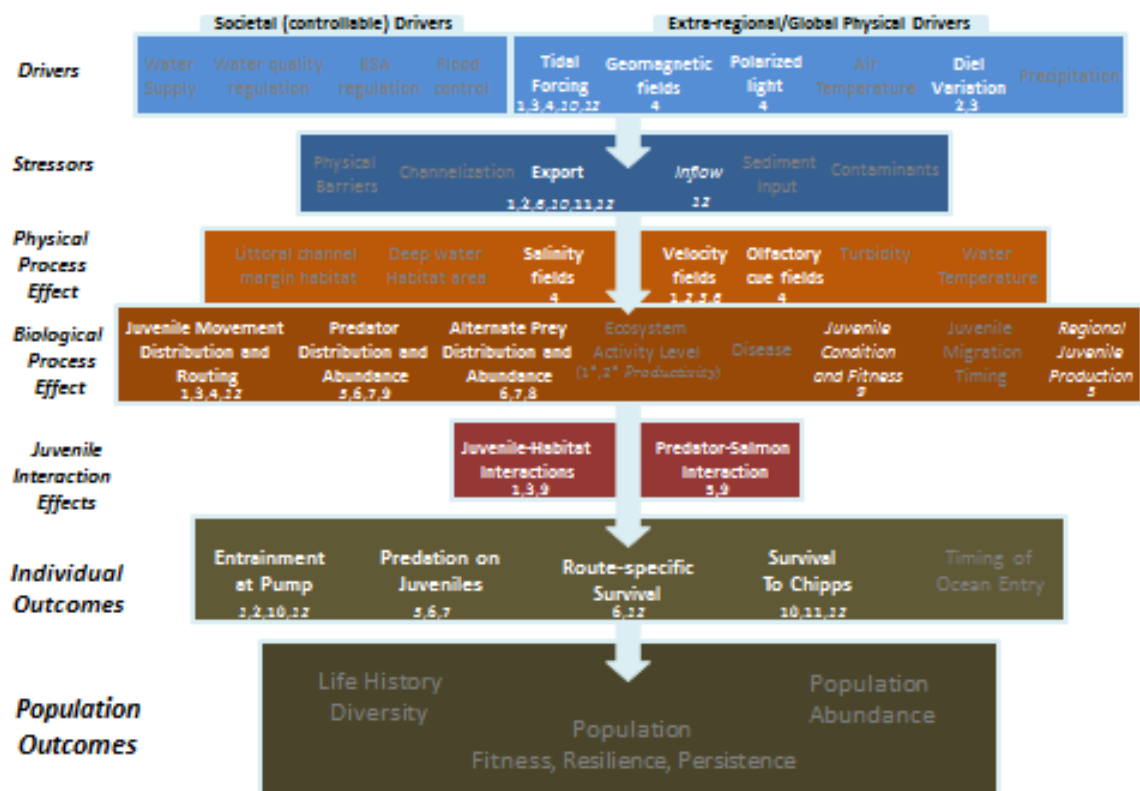 Societal (controllable) Drivers
Extra-regional/Global Physical Drivers
Drivers
Water Supply
Water quality regulation
ESA regulation
Flood control
Tidal Forcing
1,3,4,10,12
Geomagnetic fields
4
Polarized light
4
Air Temperature
Diel Variation
2,3
Precipitation
Stressors
Physical Barriers
Channelization
Export
1,2,6,10,11,12
Inflow
12
Sediment Input
Contaminants
Physical Process Effect
Littoral channel margin habitat
Deep water Habitat area
Salinity fields
4
Velocity fields
Olfactory cue fields
4
Turbidity
Water Temperature
Biological Process Effect
Juvenile Movement Distribution and Routing
1,3,4,12
Predator Distribution and Abundance
5,6,7,9
Alternate Prey Distribution and Abundance
6,7,8
Ecosystem Activity Level
(1°,2° Productivity)
Disease
Juvenile Condition and Fitness
9
Juvenile Migration Timing
Regional Juvenile Production
5
Juvenile Interaction Effects
Juvenile-Habitat Interactions
1,3,9
Predator-Salmon Interaction
5,9
Individual Outcomes
Entrainment at Pump
1,2,10,12
Predation on Juveniles
5,6,7
Route-specific Survival
6,12
Survival To Chipps
10,11,12
Timing of Ocean Entry
Population Outcomes
Life History Diversity
Population
Fitness, Resilience, Persistence
Population Abundance